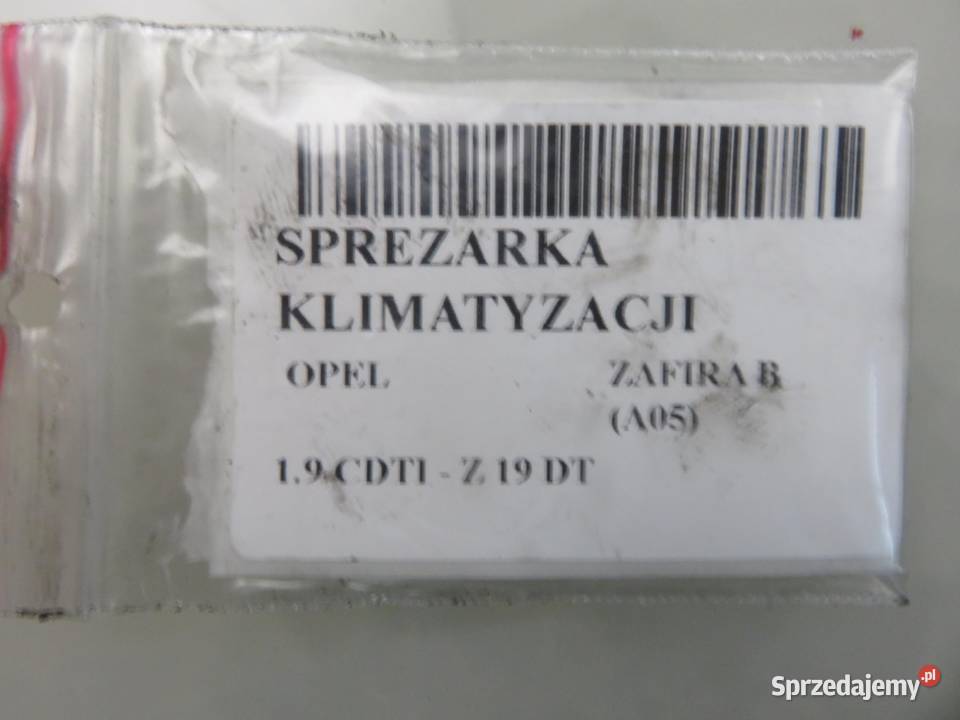 SPREZARKA
KLIMATYZACJI
OPEL ZAFIRA B
(A05)
1.9 CDTI - Z 19 DT
Sprzedajemy.pl